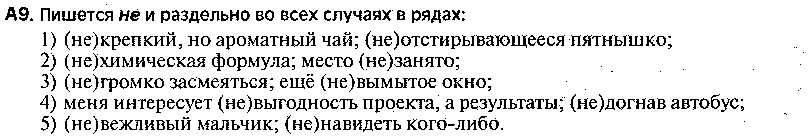 А9. Пишется не и раздельно во всех случаях в рядах:
1) (не)крепкий, но ароматный чай; (не)отстирывающееся пятнышко;
2) (не)химическая формула; место (не)занято;
3) (не)громко засмеяться; ещё (не)вымытое окно;
4) меня интересует (не)выгодность проекта, а результаты; (не)догнав автобус;
5) (не)вежливый мальчик; (не)навидеть кого-либо.